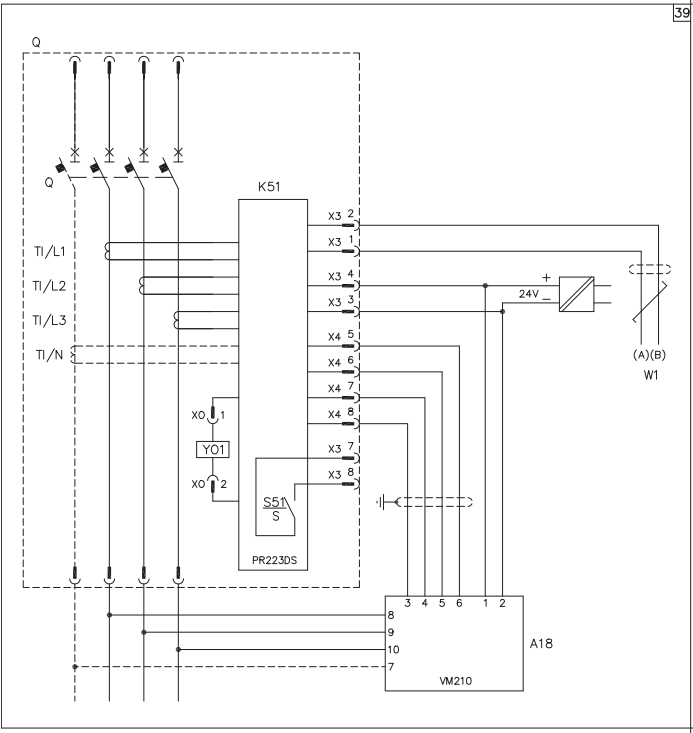 39
Q
Q
K51
X3 2
X3 1
TI/L1
X3 4
+
TI/L2
24V –
X3 3
TI/L3
X4 5
TI/N
X4 6
(A)(B)
W1
X4 7
X0 1
X4 8
Y01
X3 7
X0 2
X3 8
S51
S
PR223DS
3 4 5 6 1 2
8
9
10
A18
7
VM210